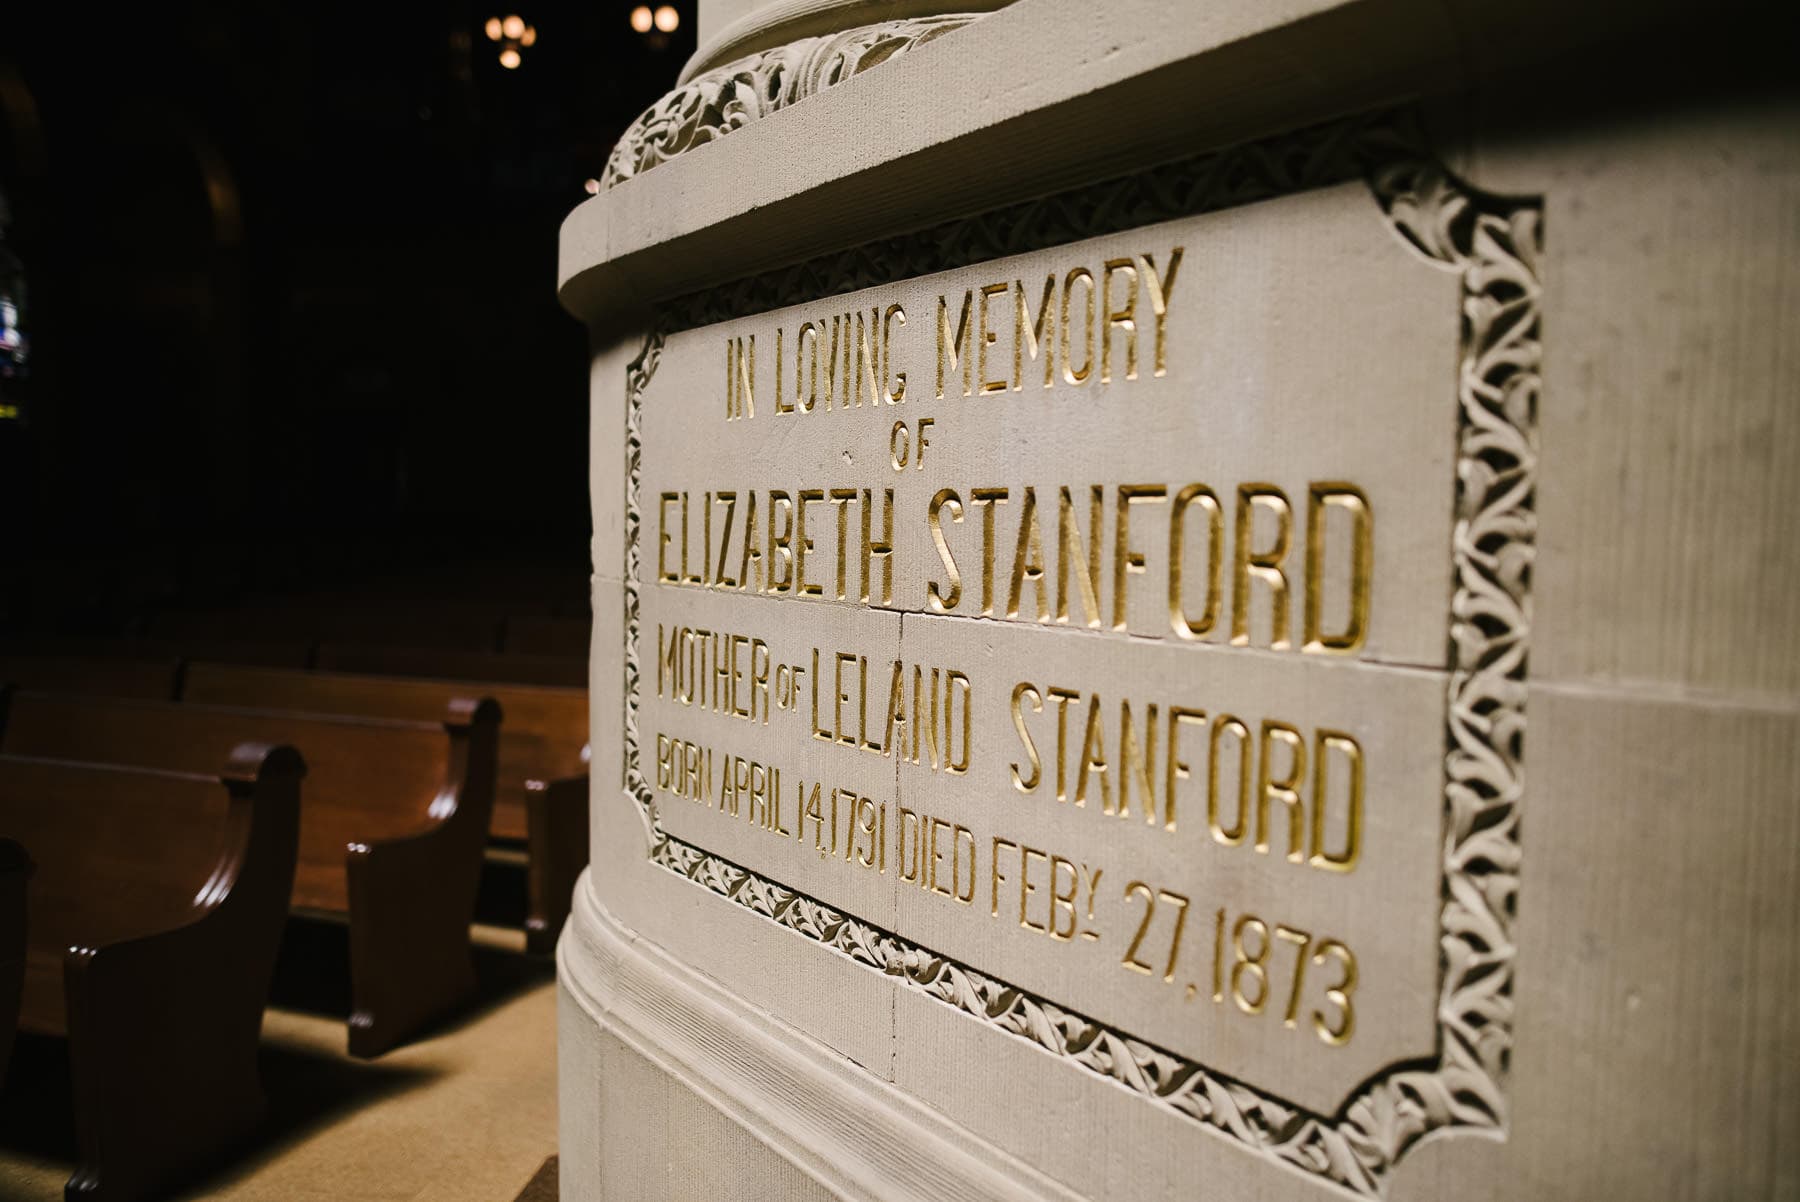 IN LOVING MEMORY
OF
ELIZABETH STANFORD
MOTHER OF LELAND STANFORD
BORN APRIL 14, 1791 DIED FEBY. 27, 1873